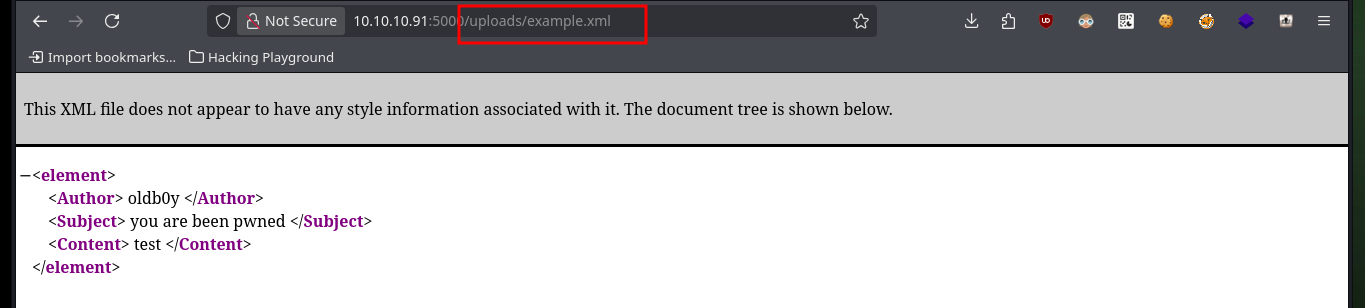 Not Secure 10.10.10.91:5000/uploads/example.xml
Import bookmarks... Hacking Playground
This XML file does not appear to have any style information associated with it. The document tree is shown below.
−<element>
<Author> oldb0y </Author>
<Subject> you are been pwned </Subject>
<Content> test </Content>
</element>